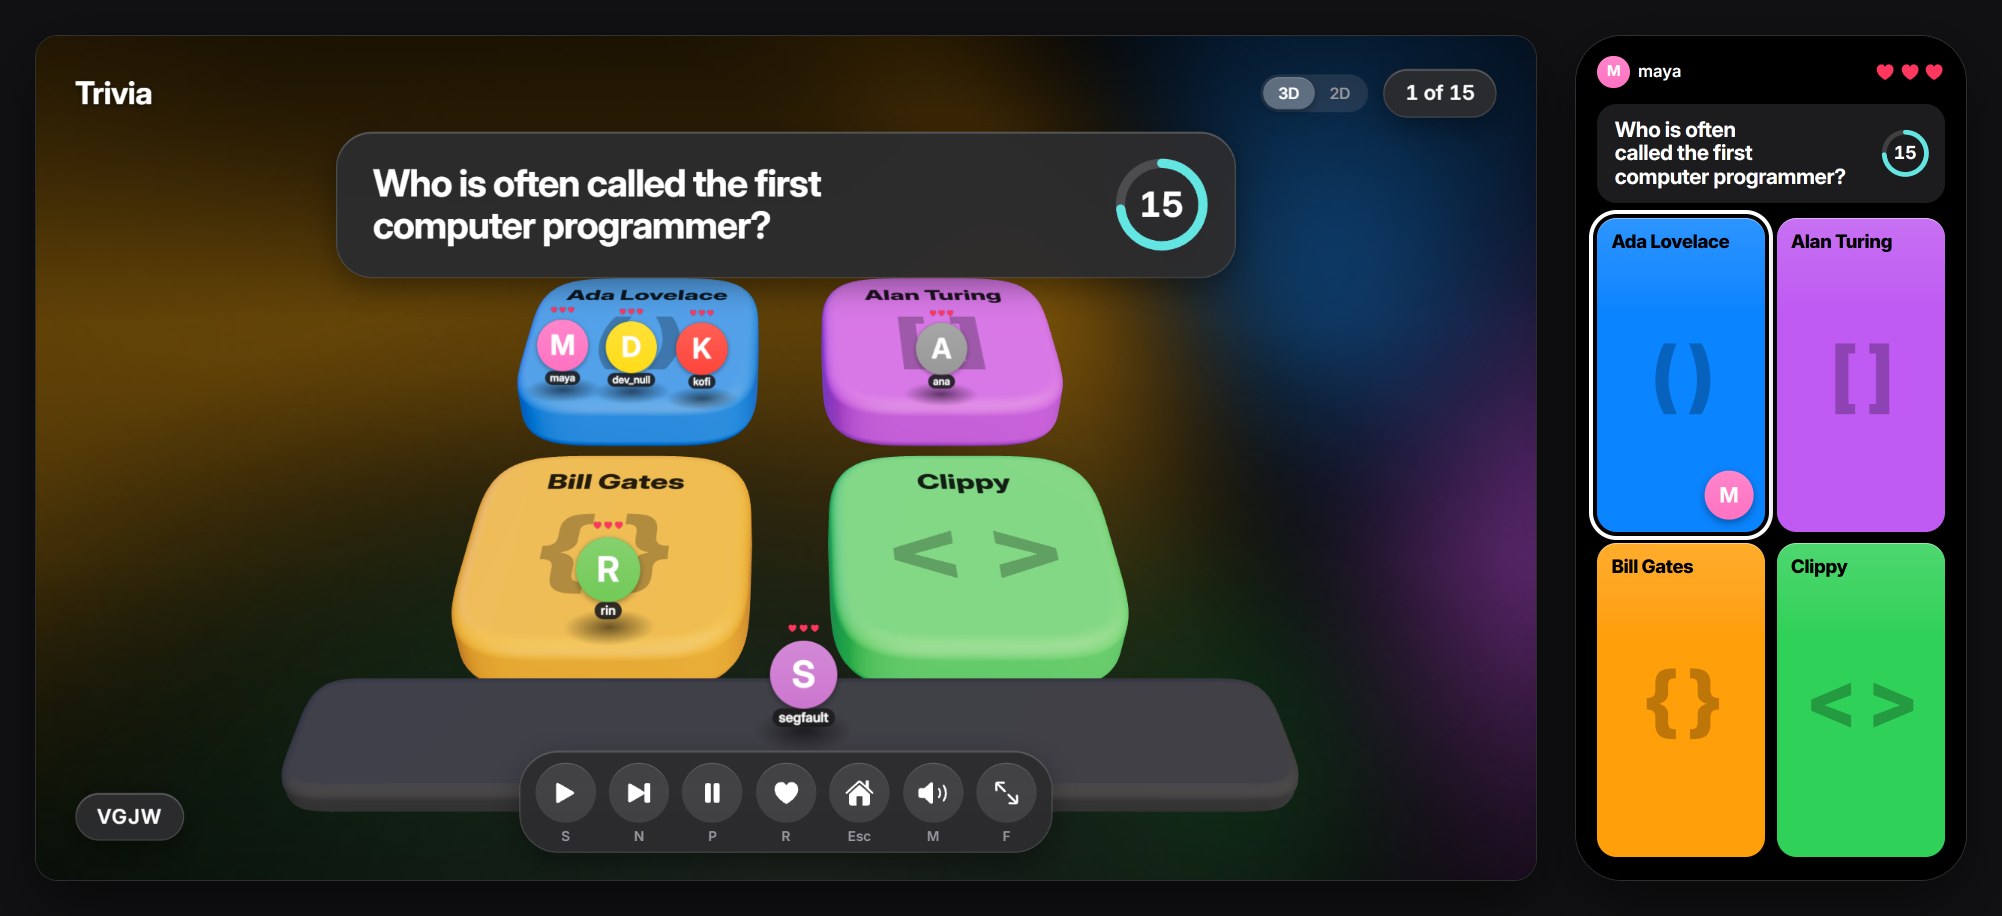 Trivia
3D 2D
1 of 15
Who is often called the first
computer programmer?
15
Ada Lovelace
Alan Turing
M D K
maya dev_null kofi
[ ]
A
ana
Bill Gates
Clippy
{ }
< >
R
rin
S
segfault
VGJW
S N P R Esc M F
M maya
Who is often
called the first
computer programmer?
15
Ada Lovelace
Alan Turing
( )
[ ]
M
Bill Gates
Clippy
{ }
< >